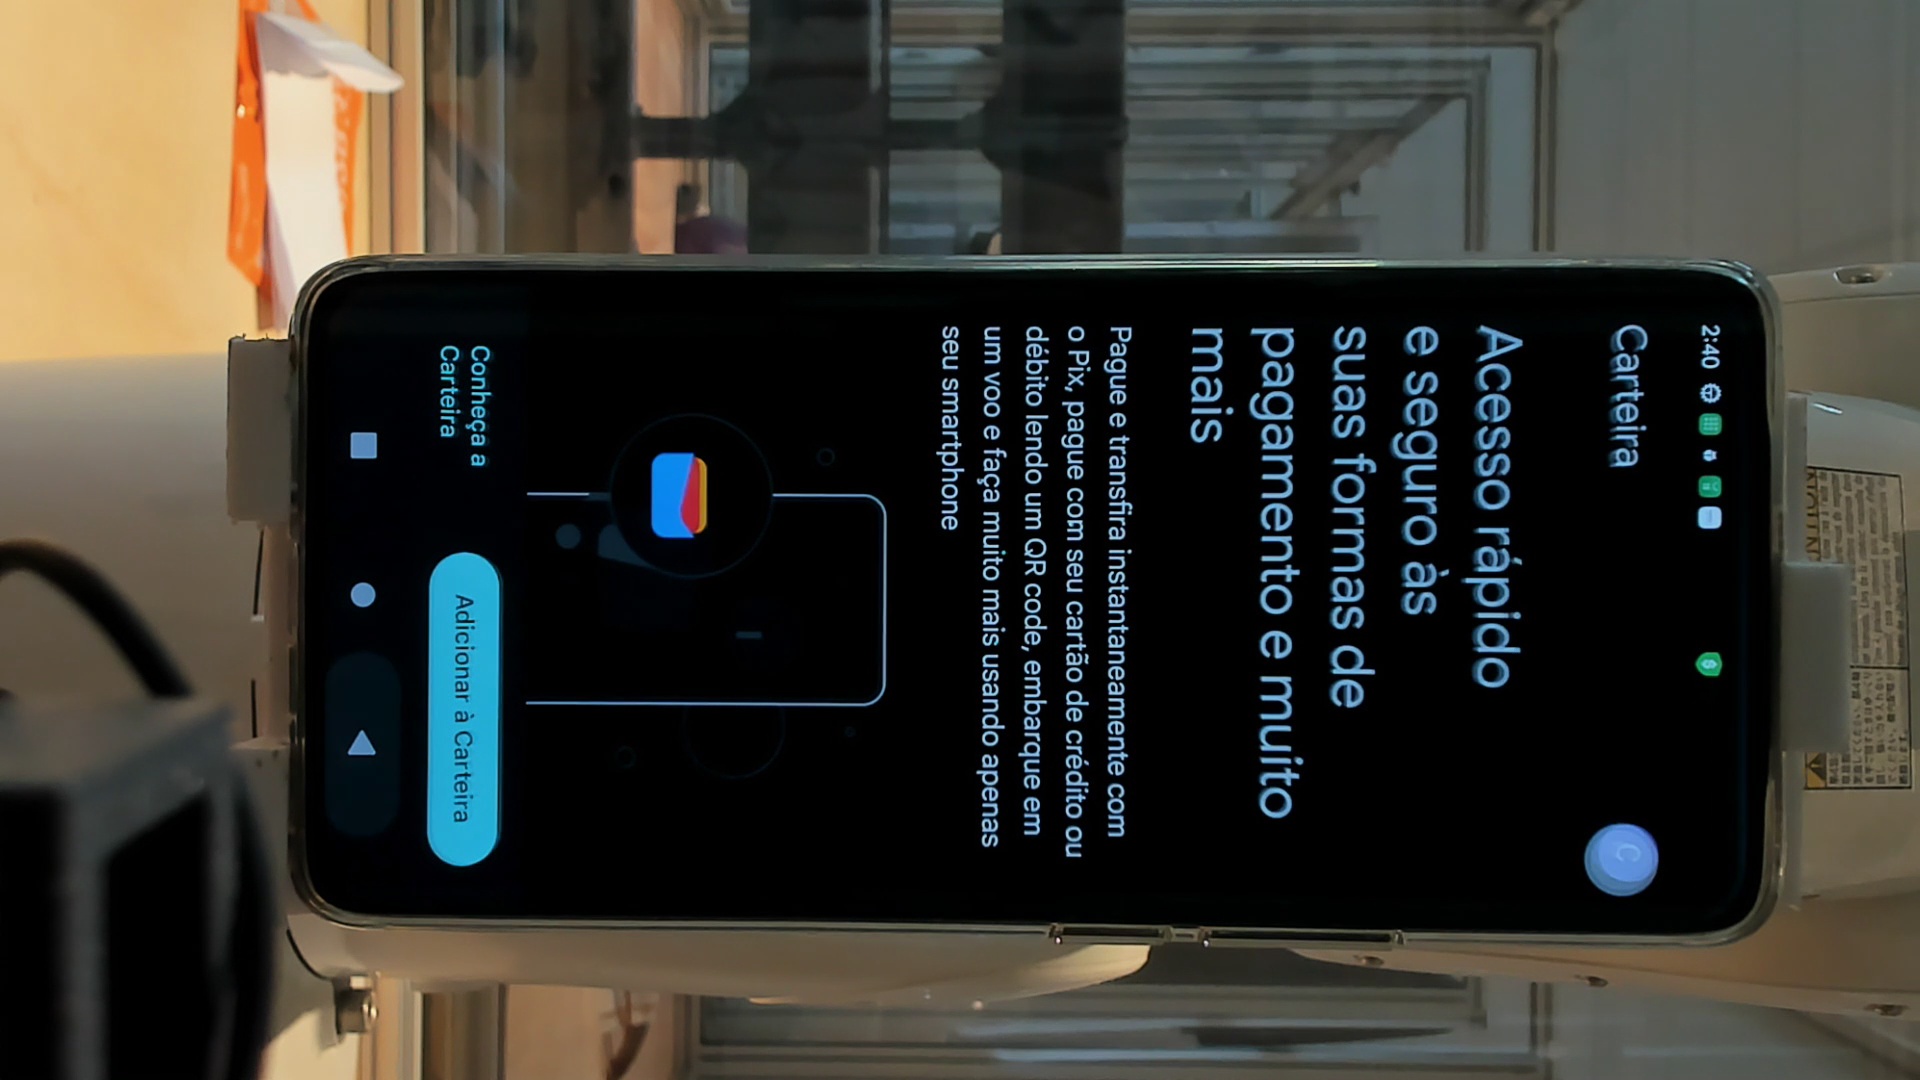 2:40
Carteira
C
Acesso rápido
e seguro às
suas formas de
pagamento e muito
mais
Pague e transfira instantaneamente com
o Pix, pague com seu cartão de crédito ou
débito lendo um QR code, embarque em
um voo e faça muito mais usando apenas
seu smartphone
Conheça a
Carteira
Adicionar à Carteira